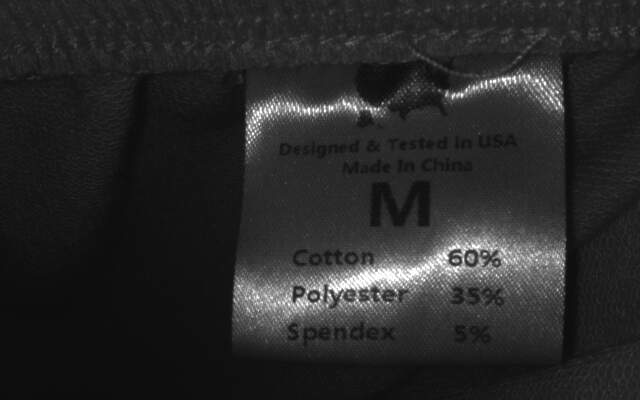 Designed & Tested In USA
Made In China
M
Cotton 60%
Polyester 35%
Spendex 5%